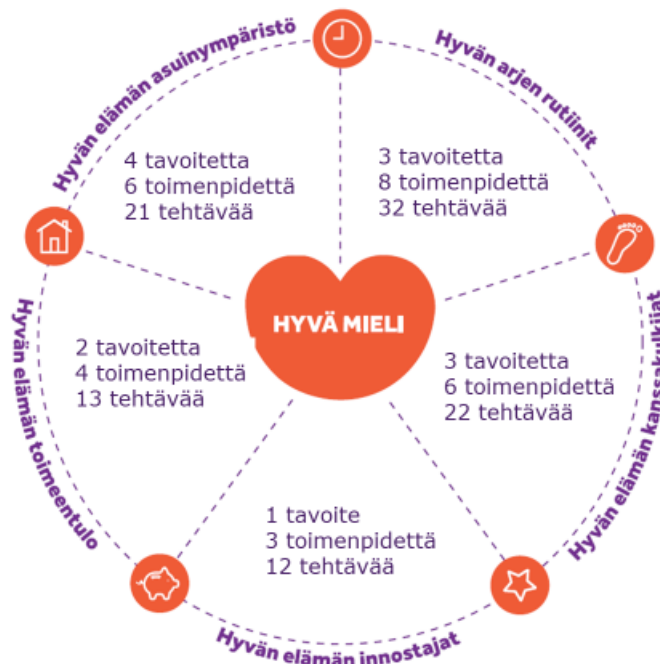 Hyvän elämän asuinympäristö
Hyvän arjen rutiinit
4 tavoitetta
6 toimenpidettä
21 tehtävää
3 tavoitetta
8 toimenpidettä
32 tehtävää
HYVÄ MIELI
Hyvän elämän toimeentulo
2 tavoitetta
4 toimenpidettä
13 tehtävää
3 tavoitetta
6 toimenpidettä
22 tehtävää
Hyvän elämän kanssakulkijat
1 tavoite
3 toimenpidettä
12 tehtävää
Hyvän elämän innostajat